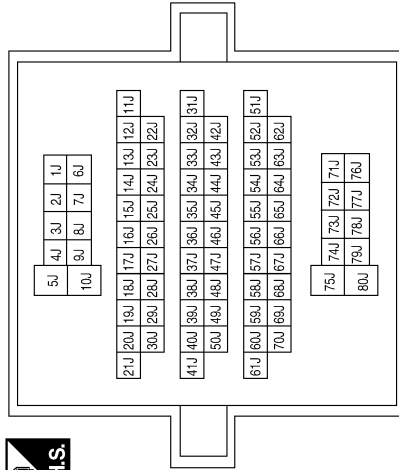 H.S.
5J 4J 3J 2J 1J
10J 9J 8J 7J 6J
21J 20J 19J 18J 17J 16J 15J 14J 13J 12J 11J
30J 29J 28J 27J 26J 25J 24J 23J 22J
41J 40J 39J 38J 37J 36J 35J 34J 33J 32J 31J
50J 49J 48J 47J 46J 45J 44J 43J 42J
61J 60J 59J 58J 57J 56J 55J 54J 53J 52J 51J
70J 69J 68J 67J 66J 65J 64J 63J 62J
75J 74J 73J 72J 71J
80J 79J 78J 77J 76J